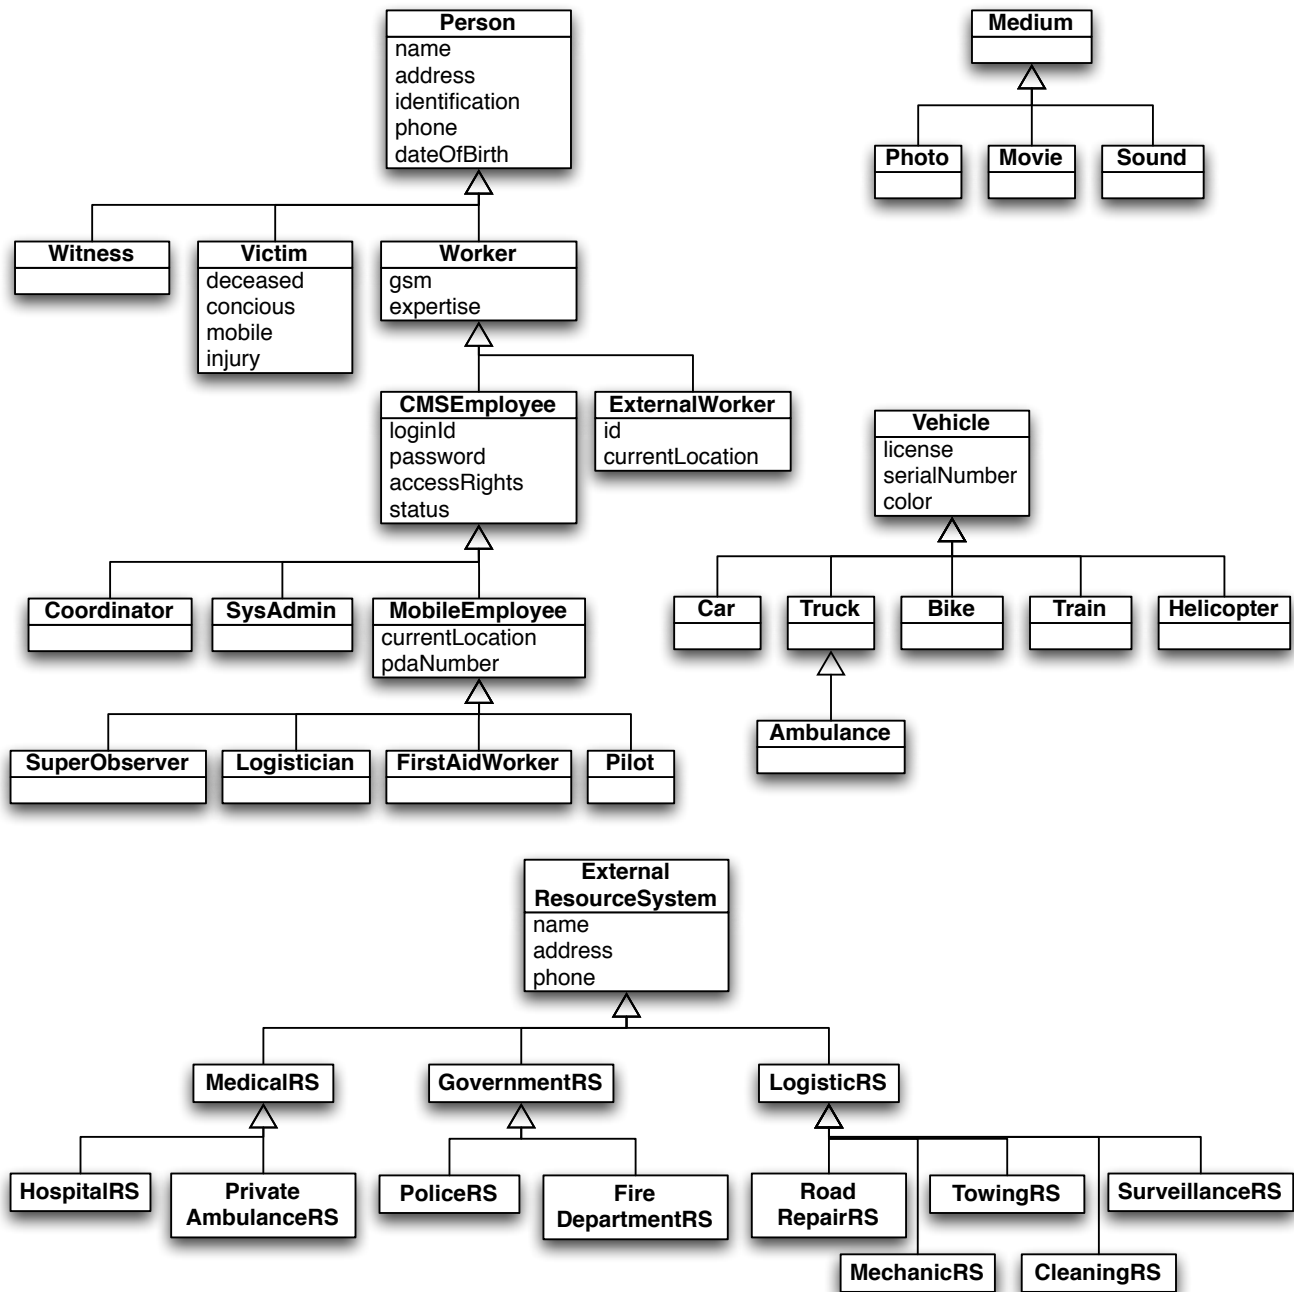 Person
name
address
identification
phone
dateOfBirth
Medium
Photo
Movie
Sound
Witness
Victim
deceased
concious
mobile
injury
Worker
gsm
expertise
CMSEmployee
loginId
password
accessRights
status
ExternalWorker
id
currentLocation
Vehicle
license
serialNumber
color
Coordinator
SysAdmin
MobileEmployee
currentLocation
pdaNumber
Car
Truck
Bike
Train
Helicopter
Ambulance
SuperObserver
Logistician
FirstAidWorker
Pilot
External
ResourceSystem
name
address
phone
MedicalRS
GovernmentRS
LogisticRS
HospitalRS
Private
AmbulanceRS
PoliceRS
Fire
DepartmentRS
Road
RepairRS
TowingRS
SurveillanceRS
MechanicRS
CleaningRS